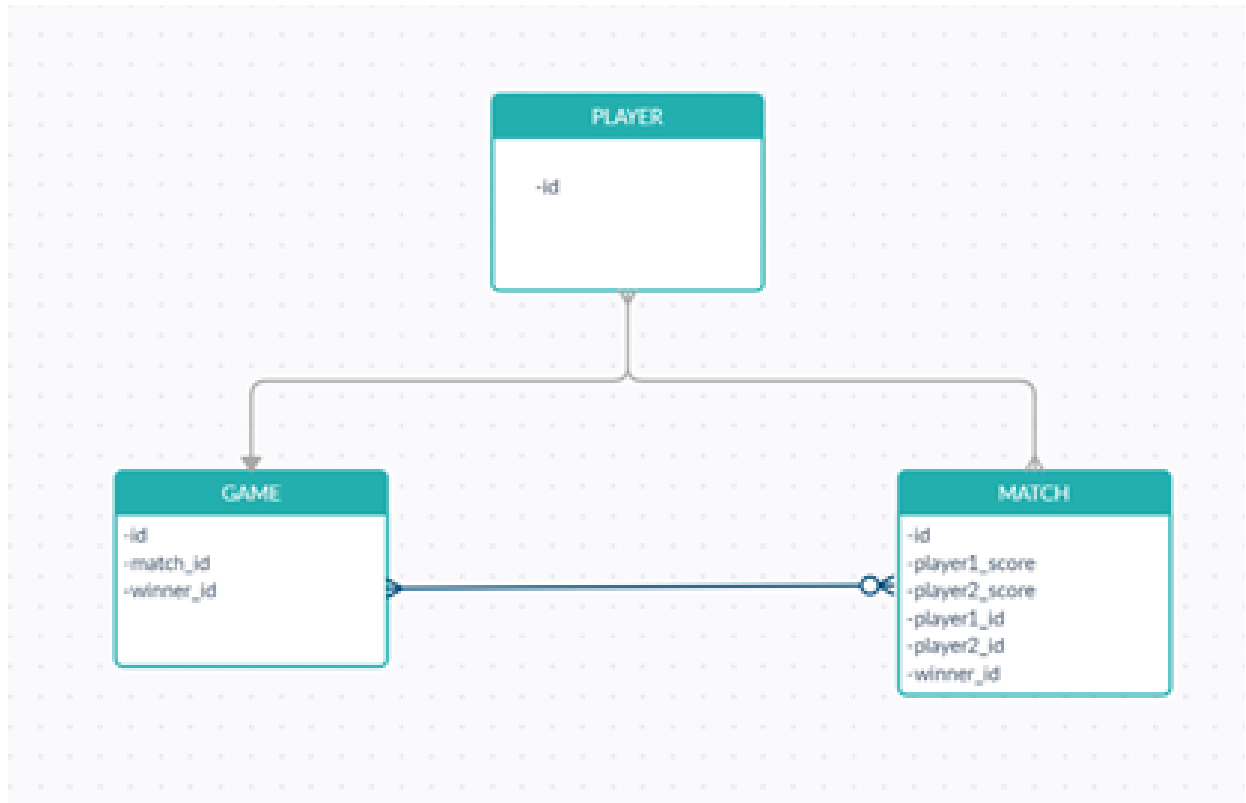 PLAYER
-id
GAME
-id
-match_id
-winner_id
MATCH
-id
-player1_score
-player2_score
-player1_id
-player2_id
-winner_id